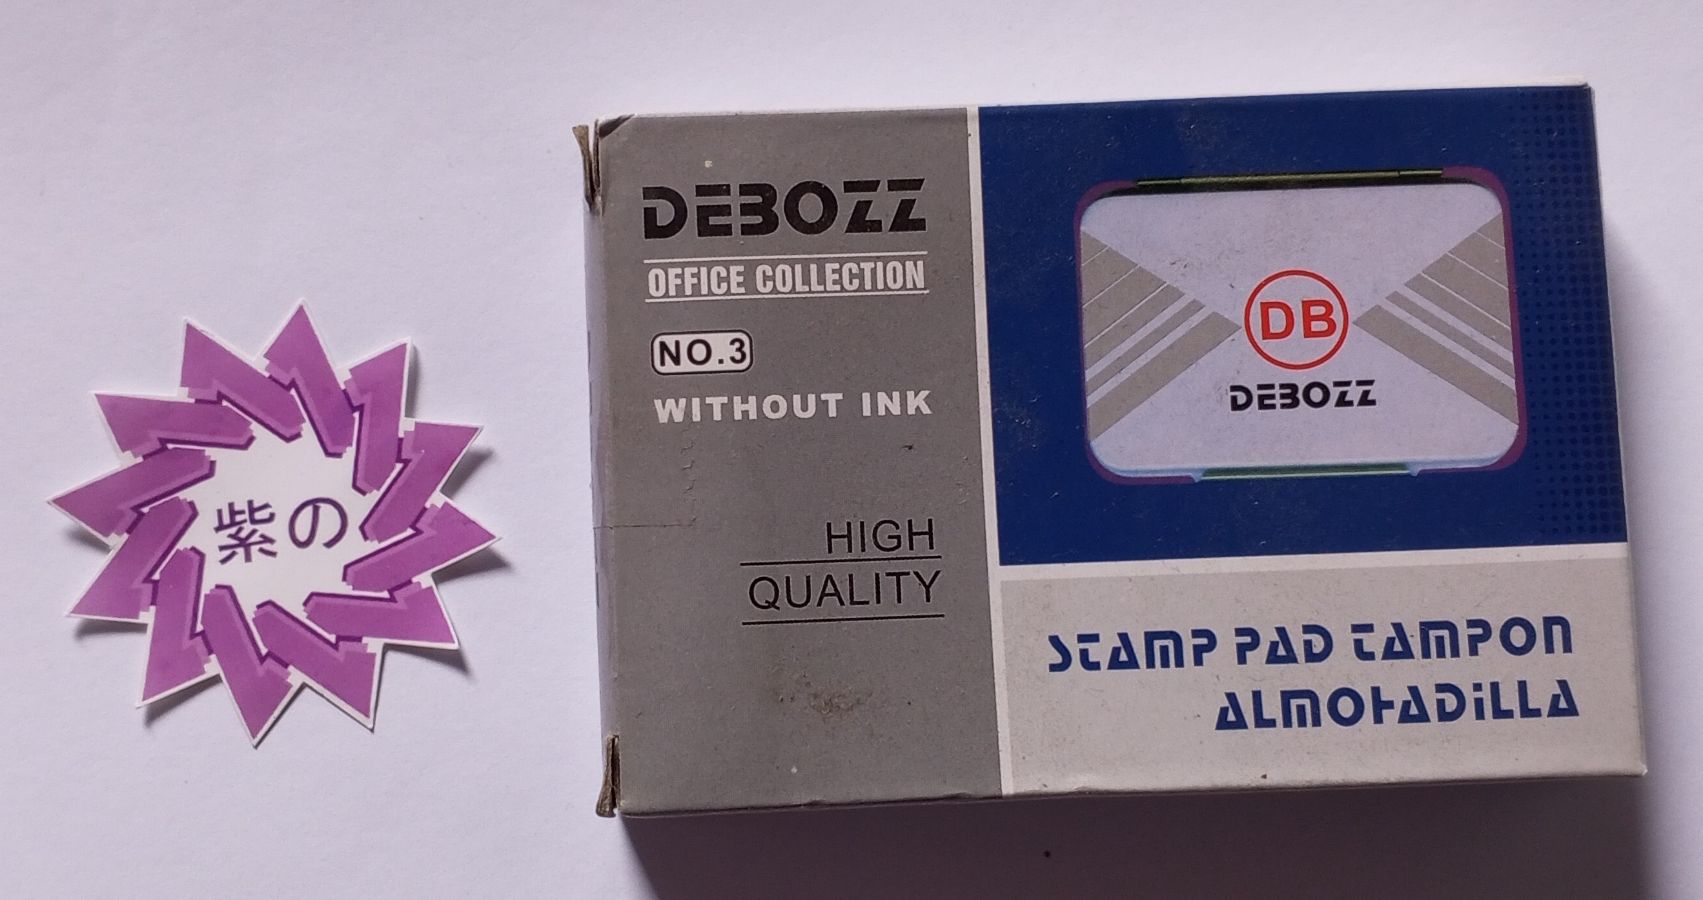 紫の
DEBOZZ
OFFICE COLLECTION
NO.3
WITHOUT INK
HIGH
QUALITY
DB
DEBOZZ
STAMP PAD TAMPON
ALMOHADILLA